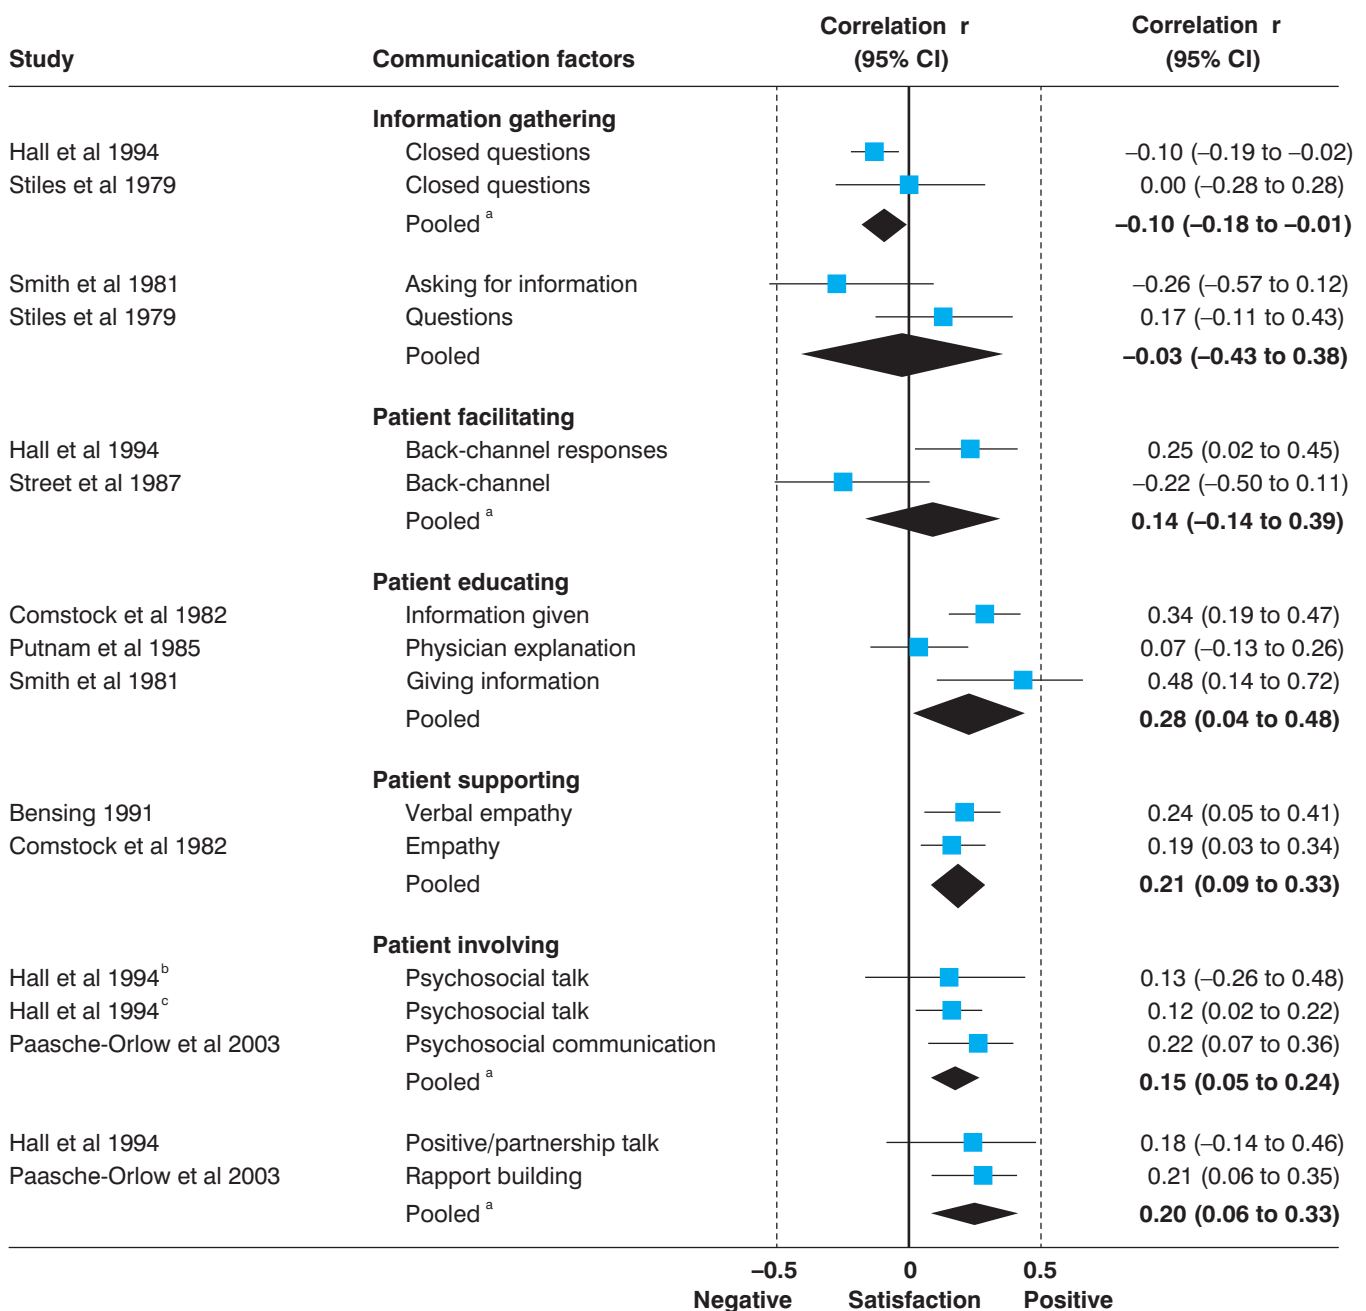 Study Communication factors Correlation r (95% CI) Correlation r (95% CI)
Information gathering
Hall et al 1994 Closed questions –0.10 (–0.19 to –0.02)
Stiles et al 1979 Closed questions 0.00 (–0.28 to 0.28)
Pooled a –0.10 (–0.18 to –0.01)
Smith et al 1981 Asking for information –0.26 (–0.57 to 0.12)
Stiles et al 1979 Questions 0.17 (–0.11 to 0.43)
Pooled –0.03 (–0.43 to 0.38)
Patient facilitating
Hall et al 1994 Back-channel responses 0.25 (0.02 to 0.45)
Street et al 1987 Back-channel –0.22 (–0.50 to 0.11)
Pooled a 0.14 (–0.14 to 0.39)
Patient educating
Comstock et al 1982 Information given 0.34 (0.19 to 0.47)
Putnam et al 1985 Physician explanation 0.07 (–0.13 to 0.26)
Smith et al 1981 Giving information 0.48 (0.14 to 0.72)
Pooled 0.28 (0.04 to 0.48)
Patient supporting
Bensing 1991 Verbal empathy 0.24 (0.05 to 0.41)
Comstock et al 1982 Empathy 0.19 (0.03 to 0.34)
Pooled 0.21 (0.09 to 0.33)
Patient involving
Hall et al 1994 b Psychosocial talk 0.13 (–0.26 to 0.48)
Hall et al 1994 c Psychosocial talk 0.12 (0.02 to 0.22)
Paasche-Orlow et al 2003 Psychosocial communication 0.22 (0.07 to 0.36)
Pooled a 0.15 (0.05 to 0.24)
Hall et al 1994 Positive/partnership talk 0.18 (–0.14 to 0.46)
Paasche-Orlow et al 2003 Rapport building 0.21 (0.06 to 0.35)
Pooled a 0.20 (0.06 to 0.33)
–0.5 0 0.5
Negative Satisfaction Positive